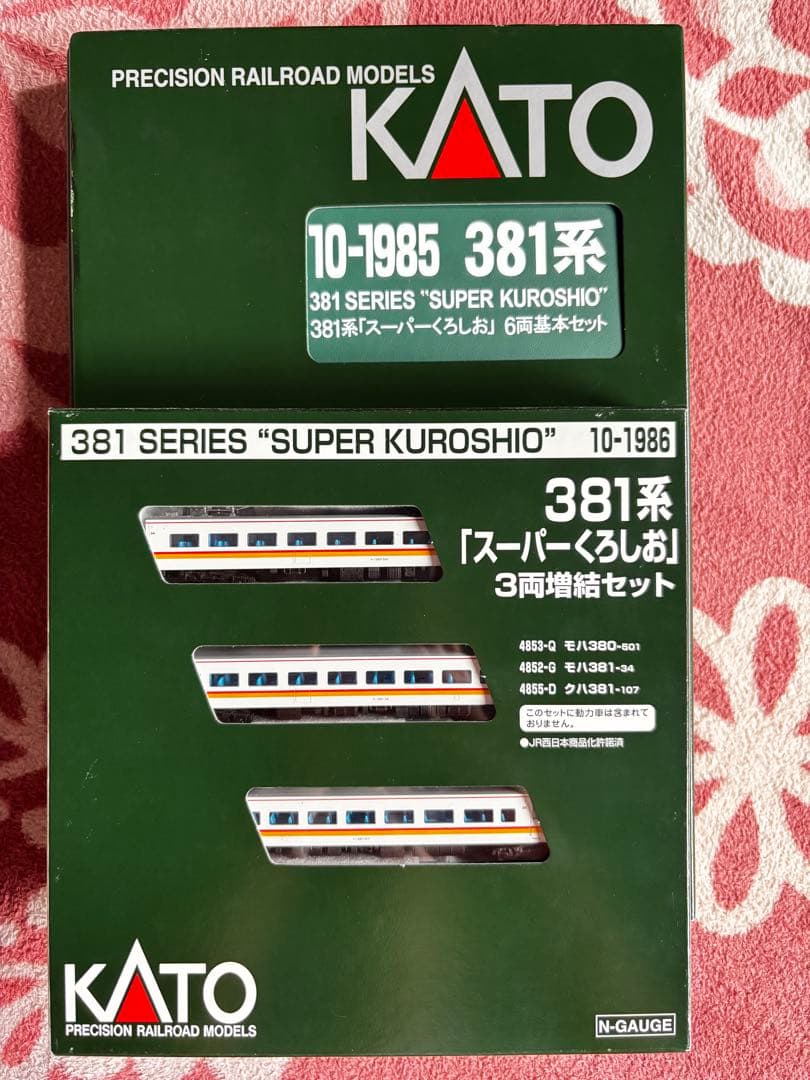 PRECISION RAILROAD MODELS
KATO
10-1985 381系
381 SERIES "SUPER KUROSHIO"
381系「スーパーくろしお」 6両基本セット
381 SERIES “SUPER KUROSHIO” 10-1986
381系
「スーパーくろしお」
3両増結セット
4853-Q モハ380-501
4852-G モハ381-34
4855-D クハ381-107
このセットに動力車は含まれて
おりません。
●JR西日本商品化許諾済
KATO
PRECISION RAILROAD MODELS
N-GAUGE